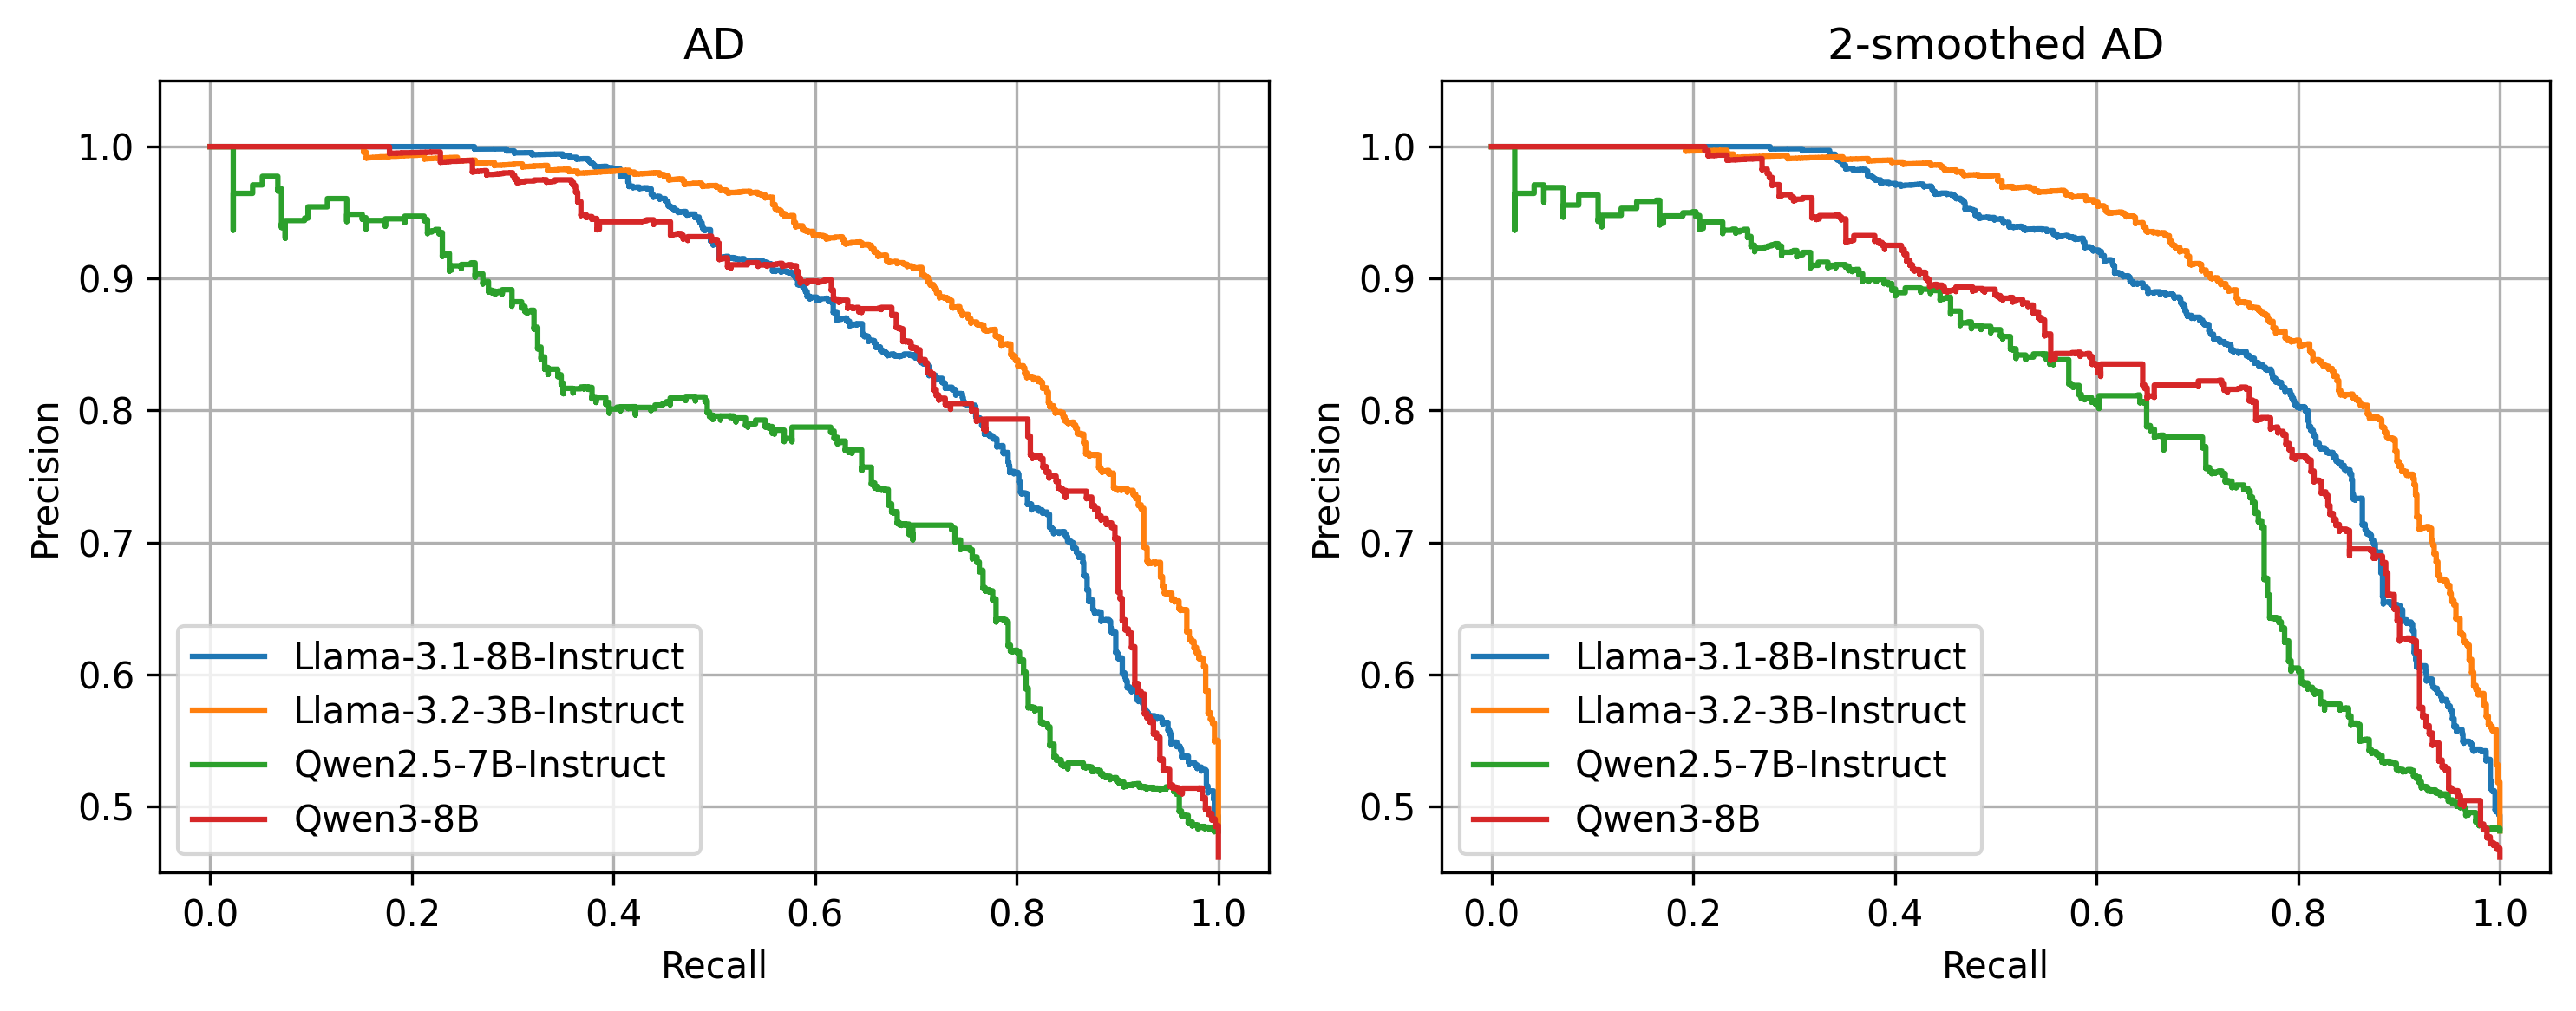 AD
1.0
0.9
0.8
0.7
0.6
0.5
Precision
Llama-3.1-8B-Instruct
Llama-3.2-3B-Instruct
Qwen2.5-7B-Instruct
Qwen3-8B
0.0 0.2 0.4 0.6 0.8 1.0
Recall
2-smoothed AD
1.0
0.9
0.8
0.7
0.6
0.5
Precision
Llama-3.1-8B-Instruct
Llama-3.2-3B-Instruct
Qwen2.5-7B-Instruct
Qwen3-8B
0.0 0.2 0.4 0.6 0.8 1.0
Recall